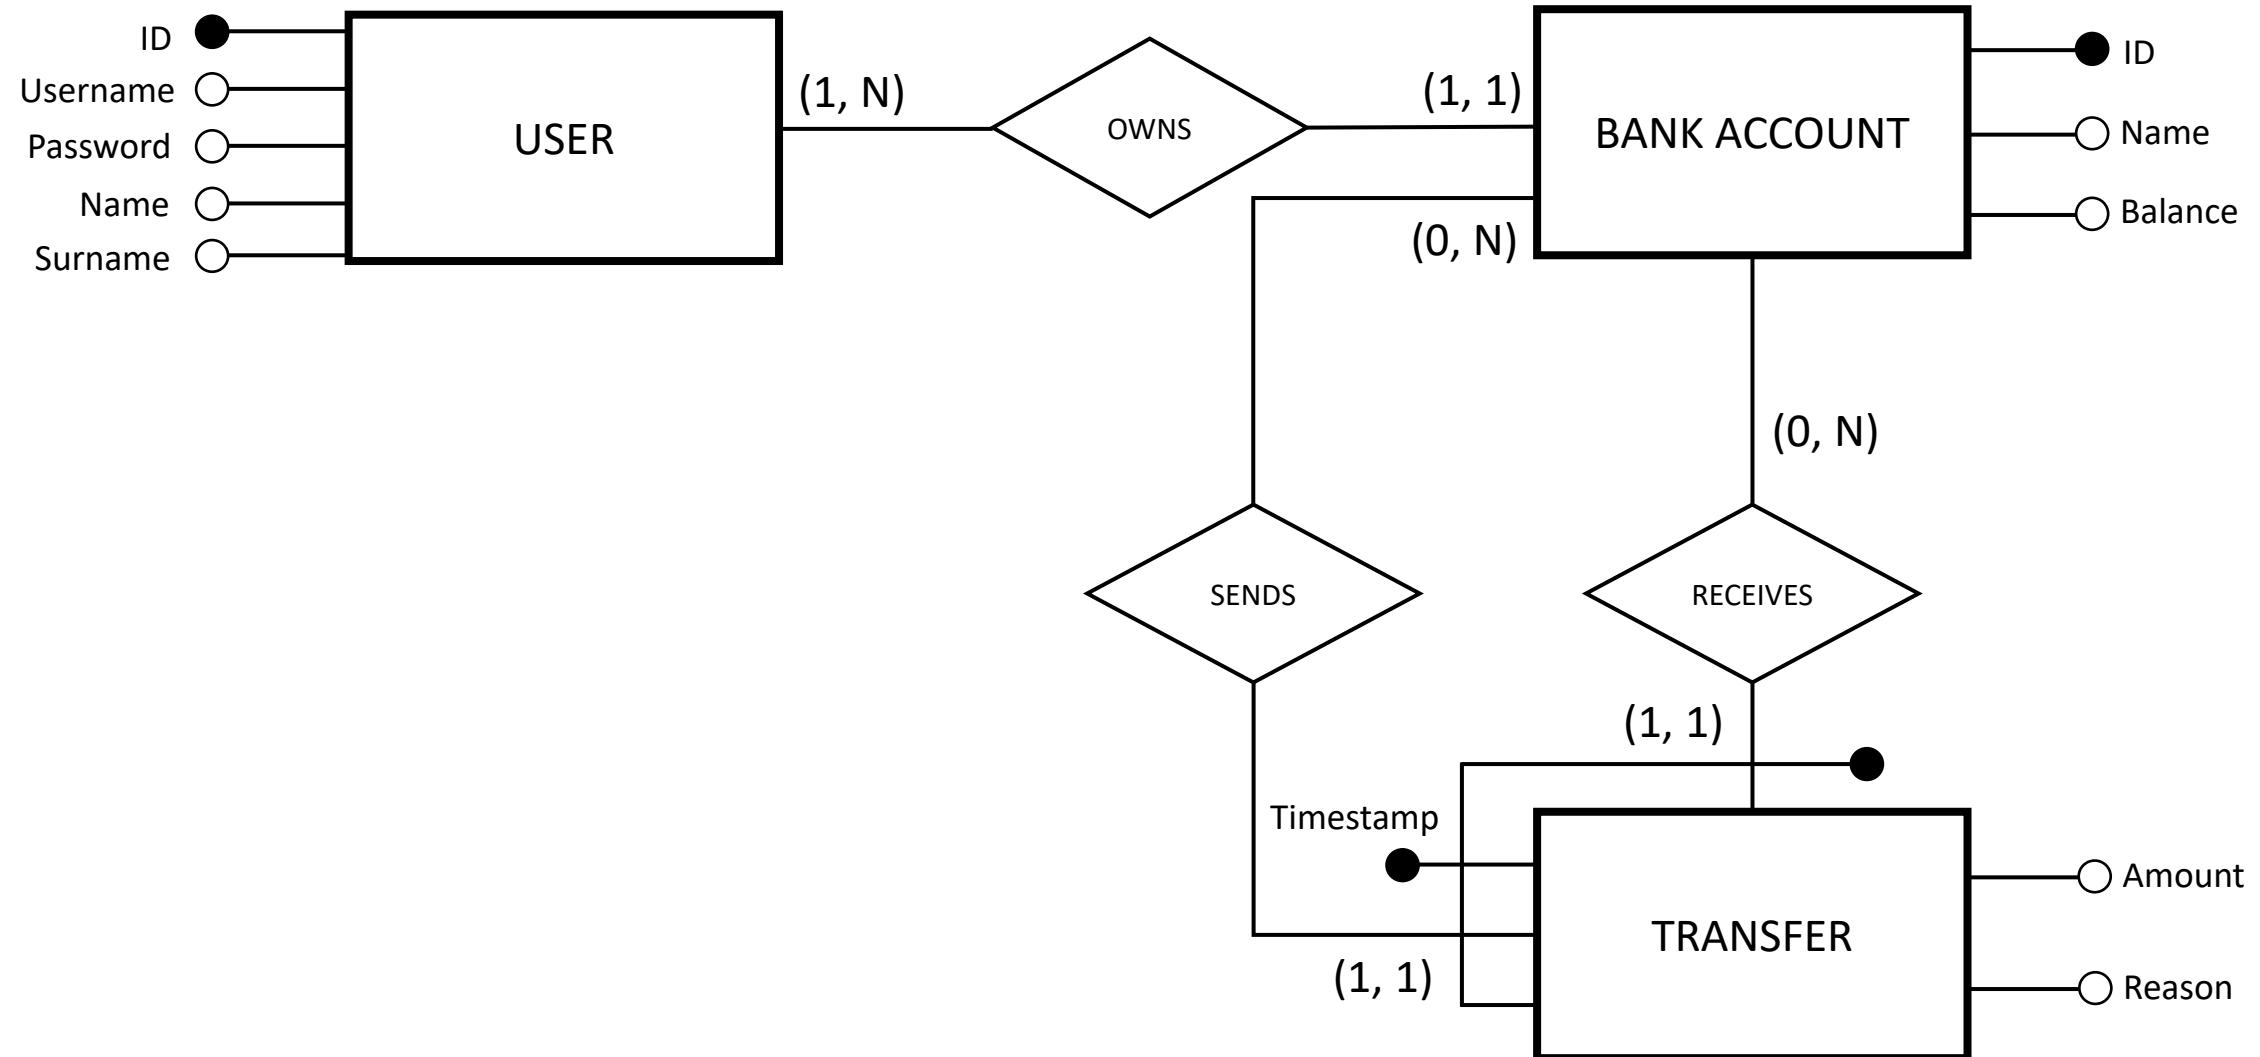 ID
Username
Password
Name
Surname
USER
(1, N)
OWNS
(1, 1)
BANK ACCOUNT
ID
Name
Balance
(0, N)
(0, N)
SENDS
RECEIVES
(1, 1)
Timestamp
(1, 1)
TRANSFER
Amount
Reason